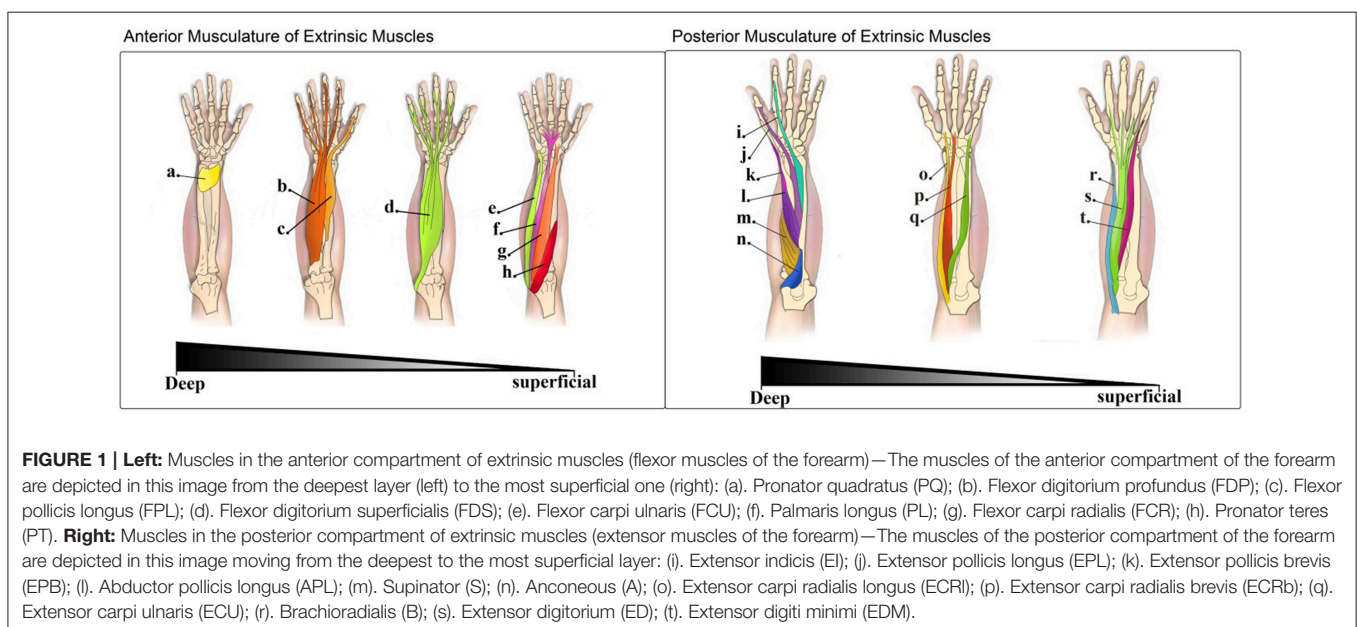 Anterior Musculature of Extrinsic Muscles
Posterior Musculature of Extrinsic Muscles
a.
b.
c.
d.
e.
f.
g.
h.
i.
j.
k.
l.
m.
n.
o.
p.
q.
r.
s.
t.
Deep
superficial
Deep
superficial
FIGURE 1 | Left: Muscles in the anterior compartment of extrinsic muscles (flexor muscles of the forearm)—The muscles of the anterior compartment of the forearm
are depicted in this image from the deepest layer (left) to the most superficial one (right): (a). Pronator quadratus (PQ); (b). Flexor digitorium profundus (FDP); (c). Flexor
pollicis longus (FPL); (d). Flexor digitorium superficialis (FDS); (e). Flexor carpi ulnaris (FCU); (f). Palmaris longus (PL); (g). Flexor carpi radialis (FCR); (h). Pronator teres
(PT). Right: Muscles in the posterior compartment of extrinsic muscles (extensor muscles of the forearm)—The muscles of the posterior compartment of the forearm
are depicted in this image moving from the deepest to the most superficial layer: (i). Extensor indicis (EI); (j). Extensor pollicis longus (EPL); (k). Extensor pollicis brevis
(EPB); (l). Abductor pollicis longus (APL); (m). Supinator (S); (n). Anconeous (A); (o). Extensor carpi radialis longus (ECRl); (p). Extensor carpi radialis brevis (ECRb); (q).
Extensor carpi ulnaris (ECU); (r). Brachioradialis (B); (s). Extensor digitorium (ED); (t). Extensor digiti minimi (EDM).